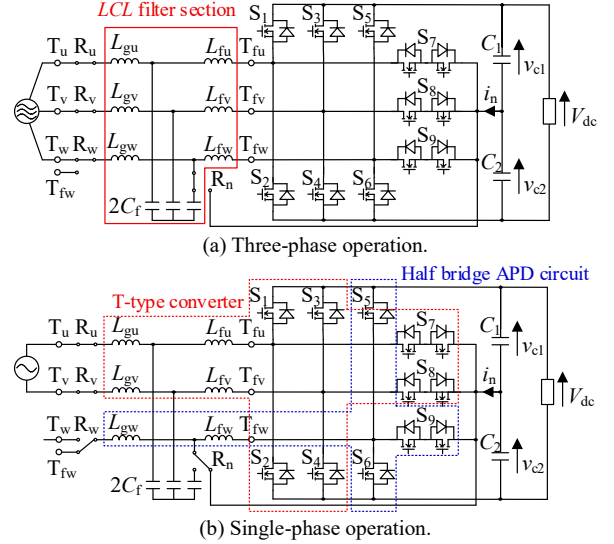 LCL filter section
S1 S3 S5
Tu Ru Lgu Lfu Tfu S7 C1 vc1
Tv Rv Lgv Lfv Tfv S8 in Vdc
Tw Rw Lgw Lfw Tfw S9 C2 vc2
Tfw Rn
2Cf S2 S4 S6
(a) Three-phase operation.
Half bridge APD circuit
T-type converter S1 S3 S5
Tu Ru Lgu Lfu Tfu S7 C1 vc1
Tv Rv Lgv Lfv Tfv S8 in Vdc
Tw Rw Lgw Lfw Tfw S9 C2 vc2
Tfw Rn
2Cf S2 S4 S6
(b) Single-phase operation.